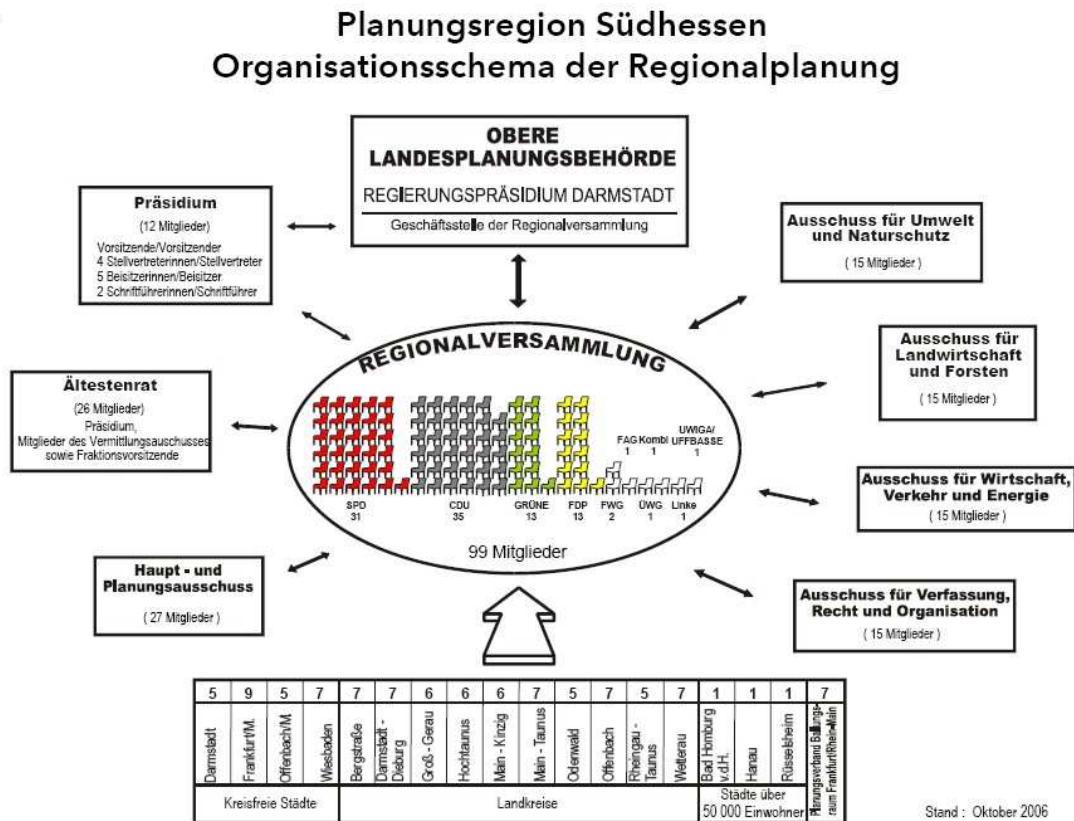 Planungsregion Südhessen
Organisationsschema der Regionalplanung
OBERE
LANDESPLANUNGSBEHÖRDE
REGIERUNGSPRÄSIDIUM DARMSTADT
Geschäftsstelle der Regionalversammlung
Präsidium
(12 Mitglieder)
Vorsitzende/Vorsitzender
4 Stellvertreterinnen/Stellvertreter
5 Beisitzerinnen/Beisitzer
2 Schriftführerinnen/Schriftführer
Ausschuss für Umwelt
und Naturschutz
( 15 Mitglieder )
Ältestenrat
(26 Mitglieder)
Präsidium,
Mitglieder des Vermittlungsauschusses
sowie Fraktionsvorsitzende
REGIONALVERSAMMLUNG
FAG
1
Kombi
1
UWIGA/
UFFBASSE
1
SPD
31
CDU
35
GRÜNE
13
FDP
13
FWG
2
ÜWG
1
Linke
1
99 Mitglieder
Ausschuss für
Landwirtschaft
und Forsten
( 15 Mitglieder )
Ausschuss für Wirtschaft,
Verkehr und Energie
( 15 Mitglieder )
Haupt - und
Planungsausschuss
( 27 Mitglieder )
Ausschuss für Verfassung,
Recht und Organisation
( 15 Mitglieder )
5 9 5 7 7 7 6 6 6 7 5 7 5 7 1 1 1 7
Darmstadt
Frankfurt/M.
Offenbach/M.
Wiesbaden
Bergstraße
Darmstadt -
Dieburg
Groß - Gerau
Hochtaunus
Main - Kinzig
Main - Taunus
Odenwald
Offenbach
Rheingau -
Taunus
Wetterau
Bad Homburg
v.d.H.
Hanau
Rüsselsheim
Planungsverband Ballungs-
raum Frankfurt/Rhein-Main
Kreisfreie Städte
Landkreise
Städte über
50 000 Einwohner
Stand : Oktober 2006